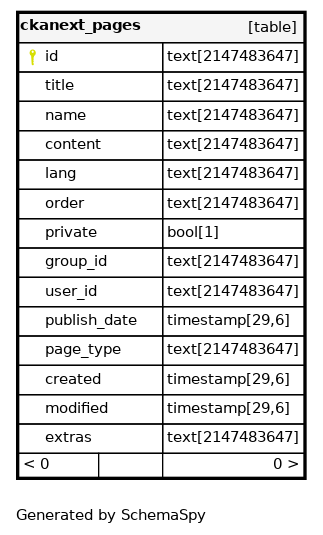 ckanext_pages [table]
id text[2147483647]
title text[2147483647]
name text[2147483647]
content text[2147483647]
lang text[2147483647]
order text[2147483647]
private bool[1]
group_id text[2147483647]
user_id text[2147483647]
publish_date timestamp[29,6]
page_type text[2147483647]
created timestamp[29,6]
modified timestamp[29,6]
extras text[2147483647]
< 0 0 >
Generated by SchemaSpy